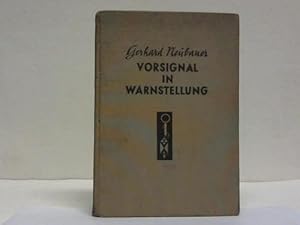 Gerhard Neubauer
VORSIGNAL
IN
WARNSTELLUNG